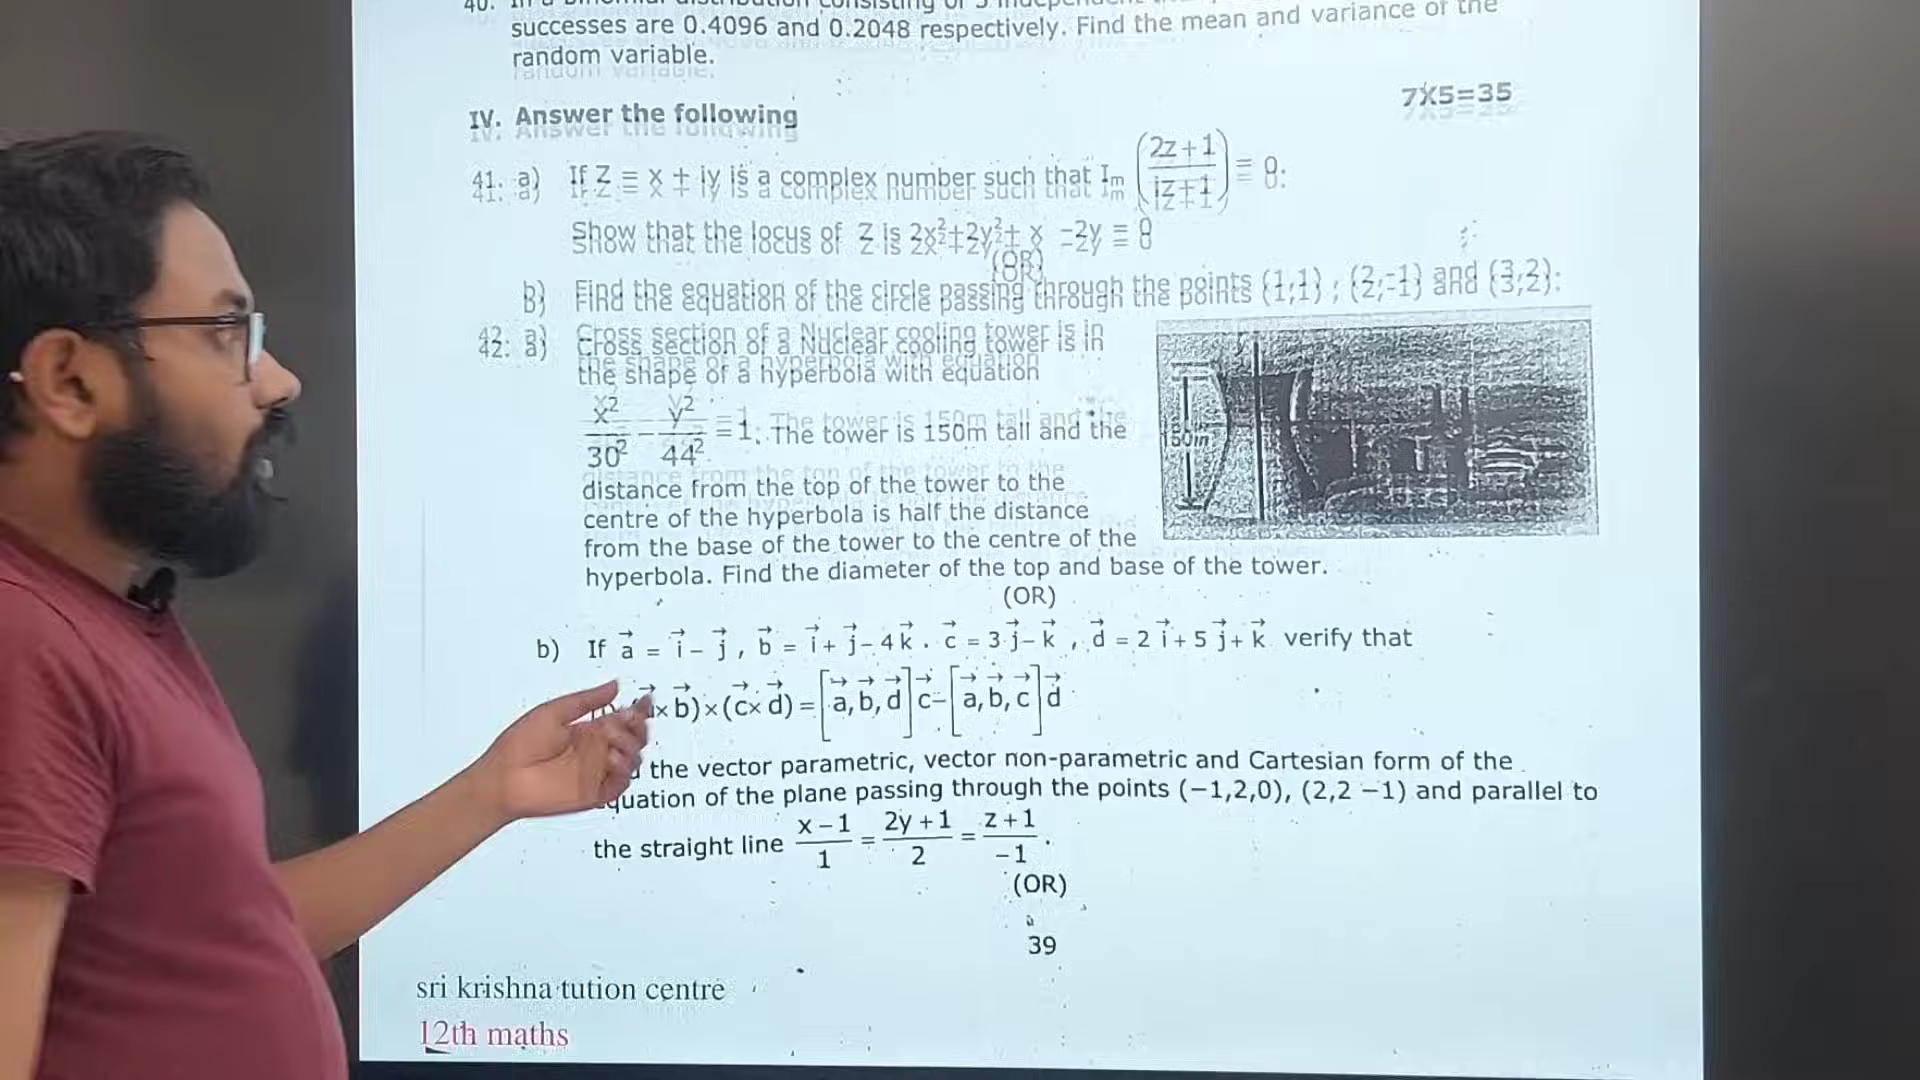 successes are 0.4096 and 0.2048 respectively. Find the mean and variance of the
random variable.
7X5=35
IV. Answer the following
41. a) If Z = x + iy is a complex number such that Im (2z+1 / iz+1) = 0.
Show that the locus of Z is 2x²+2y²+ x -2y = 0
(OR)
b) Find the equation of the circle passing through the points (1,1) , (2,-1) and (3,2).
42. a) Cross section of a Nuclear cooling tower is in
the shape of a hyperbola with equation
x²/30² - y²/44² =1. The tower is 150m tall and the
150m
distance from the top of the tower to the
centre of the hyperbola is half the distance
from the base of the tower to the centre of the
hyperbola. Find the diameter of the top and base of the tower.
(OR)
b) If a⃗ = i⃗ - j⃗ , b⃗ = i⃗ + j⃗ - 4 k⃗ . c⃗ = 3 j⃗ - k⃗ , d⃗ = 2 i⃗ + 5 j⃗ + k⃗ verify that
x b⃗)×(c⃗x d⃗) = [a⃗, b⃗, d⃗] c⃗ - [a⃗, b⃗, c⃗] d⃗
the vector parametric, vector non-parametric and Cartesian form of the
quation of the plane passing through the points (−1,2,0), (2,2 −1) and parallel to
the straight line x−1/1 = 2y+1/2 = z+1/−1 .
(OR)
39
sri krishna tution centre
12th maths